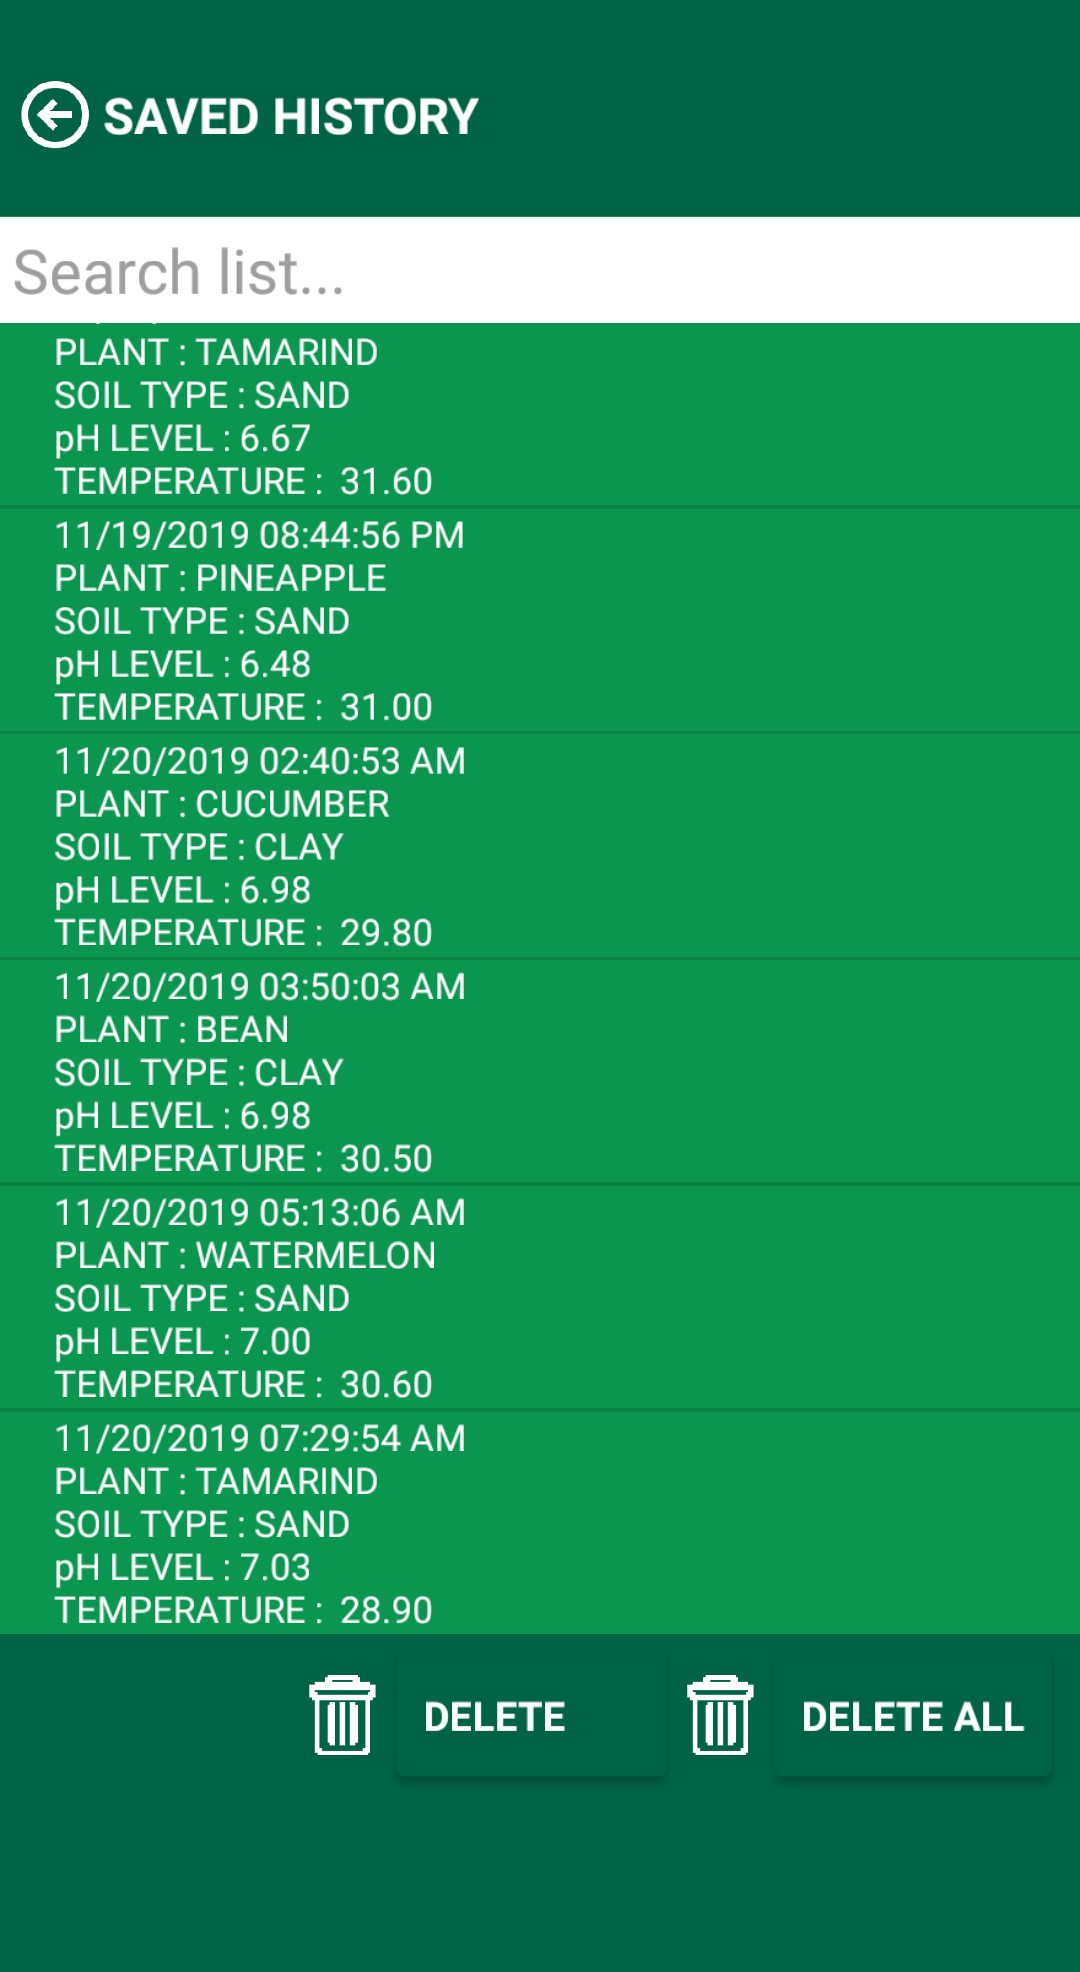 SAVED HISTORY
Search list...
PLANT : TAMARIND
SOIL TYPE : SAND
pH LEVEL : 6.67
TEMPERATURE :  31.60
11/19/2019 08:44:56 PM
PLANT : PINEAPPLE
SOIL TYPE : SAND
pH LEVEL : 6.48
TEMPERATURE :  31.00
11/20/2019 02:40:53 AM
PLANT : CUCUMBER
SOIL TYPE : CLAY
pH LEVEL : 6.98
TEMPERATURE :  29.80
11/20/2019 03:50:03 AM
PLANT : BEAN
SOIL TYPE : CLAY
pH LEVEL : 6.98
TEMPERATURE :  30.50
11/20/2019 05:13:06 AM
PLANT : WATERMELON
SOIL TYPE : SAND
pH LEVEL : 7.00
TEMPERATURE :  30.60
11/20/2019 07:29:54 AM
PLANT : TAMARIND
SOIL TYPE : SAND
pH LEVEL : 7.03
TEMPERATURE :  28.90
DELETE
DELETE ALL